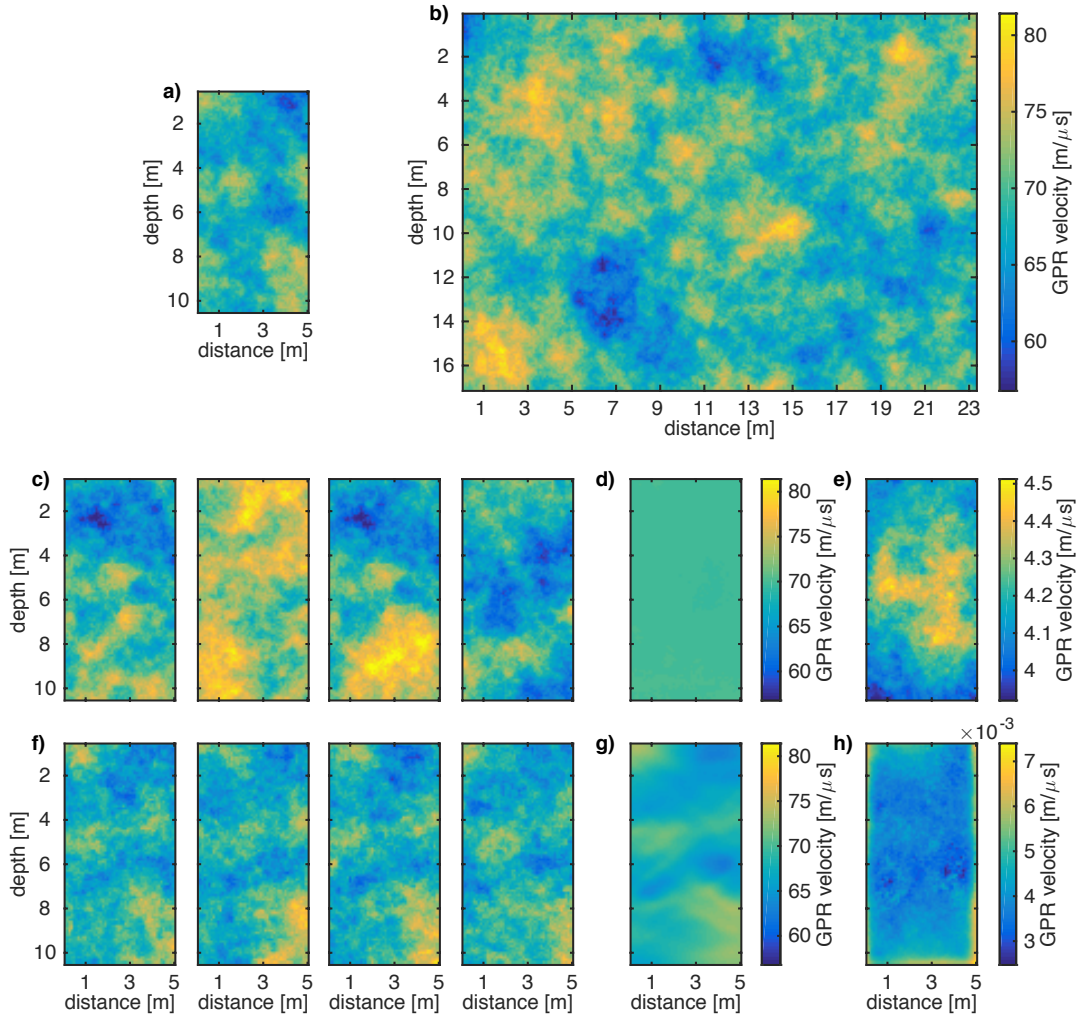 b)
2
4
6
8
10
12
14
16
depth [m]
1 3 5 7 9 11 13 15 17 19 21 23
distance [m]
80
75
70
65
60
GPR velocity [m/μs]
a)
2
4
6
8
10
depth [m]
1 3 5
distance [m]
c)
2
4
6
8
10
depth [m]
d)
80
75
70
65
60
GPR velocity [m/μs]
e)
4.5
4.4
4.3
4.2
4.1
4
GPR velocity [m/μs]
f)
2
4
6
8
10
depth [m]
1 3 5
distance [m]
1 3 5
distance [m]
1 3 5
distance [m]
1 3 5
distance [m]
g)
1 3 5
distance [m]
80
75
70
65
60
GPR velocity [m/μs]
h)
1 3 5
distance [m]
×10⁻³
7
6
5
4
3
GPR velocity [m/μs]